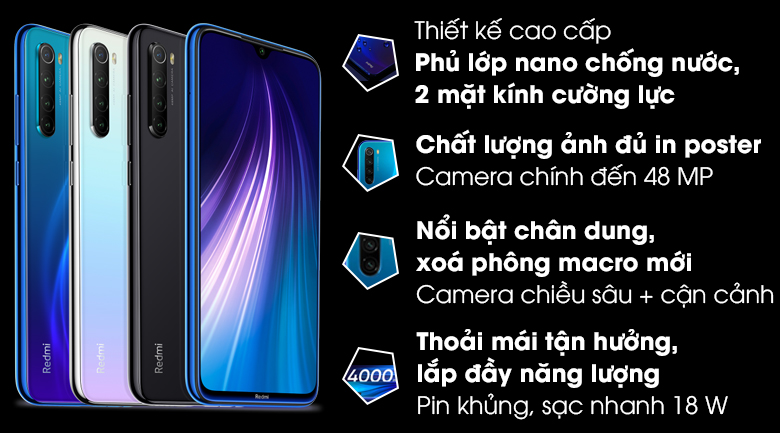 Thiết kế cao cấp
Phủ lớp nano chống nước,
2 mặt kính cường lực
Chất lượng ảnh đủ in poster
Camera chính đến 48 MP
Nổi bật chân dung,
xoá phông macro mới
Camera chiều sâu + cận cảnh
Thoải mái tận hưởng,
lắp đầy năng lượng
Pin khủng, sạc nhanh 18 W
4000
Redmi
Redmi
Redmi
Redmi